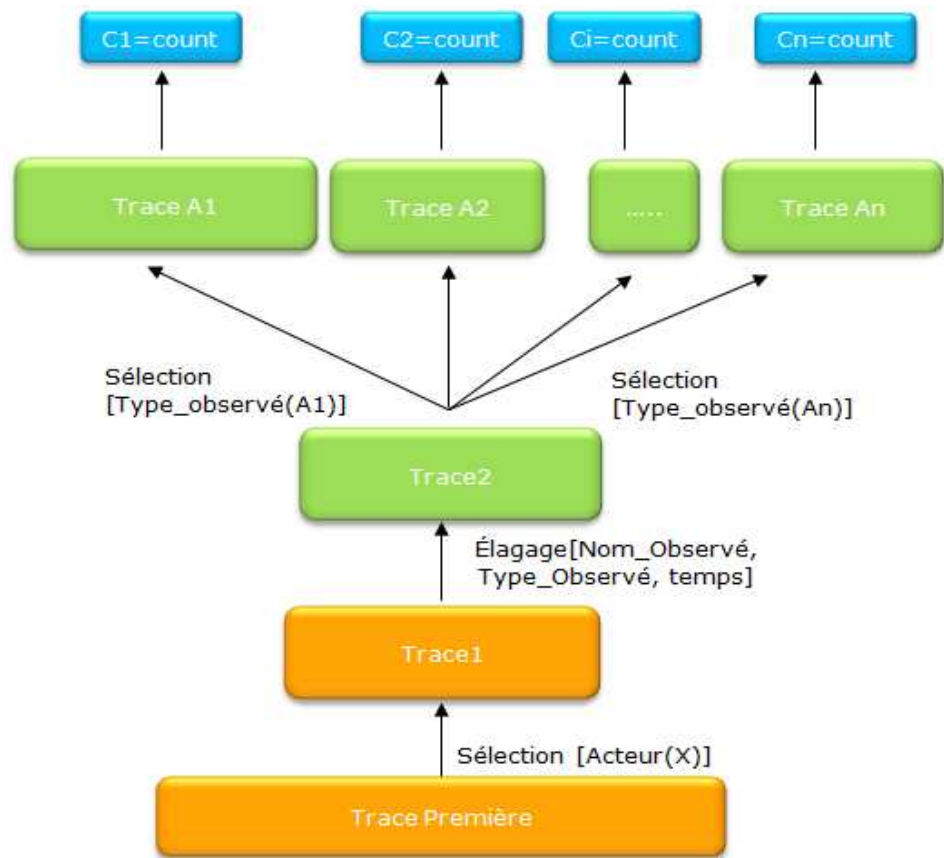 C1=count
C2=count
Ci=count
Cn=count
Trace A1
Trace A2
.....
Trace An
Sélection
[Type_observé(A1)]
Sélection
[Type_observé(An)]
Trace2
Élagage[Nom_Observé,
Type_Observé, temps]
Trace1
Sélection [Acteur(X)]
Trace Première